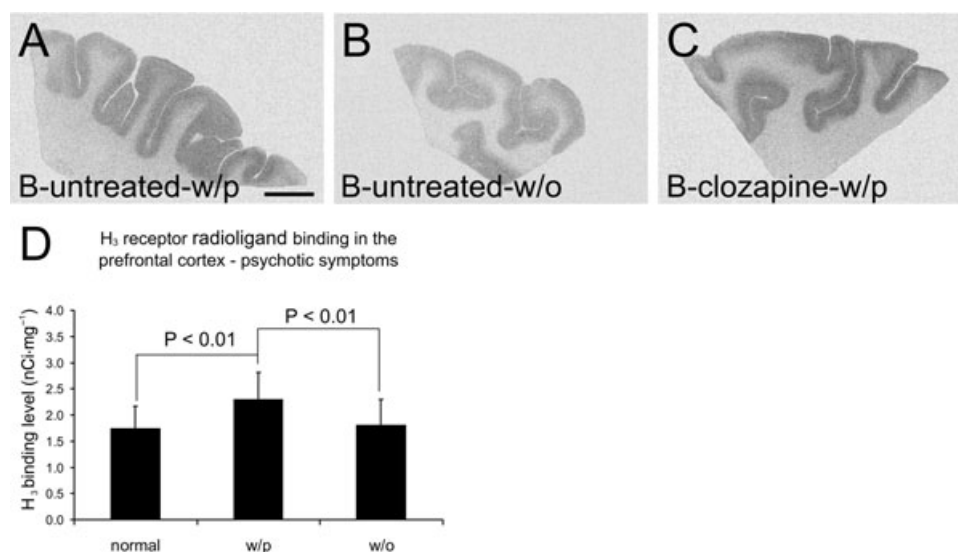 A
B-untreated-w/p
B
B-untreated-w/o
C
B-clozapine-w/p
D
H₃ receptor radioligand binding in the
prefrontal cortex - psychotic symptoms
H₃ binding level (nCi·mg⁻¹)
4.0
3.5
3.0
2.5
2.0
1.5
1.0
0.5
0.0
P < 0.01
P < 0.01
normal
w/p
w/o